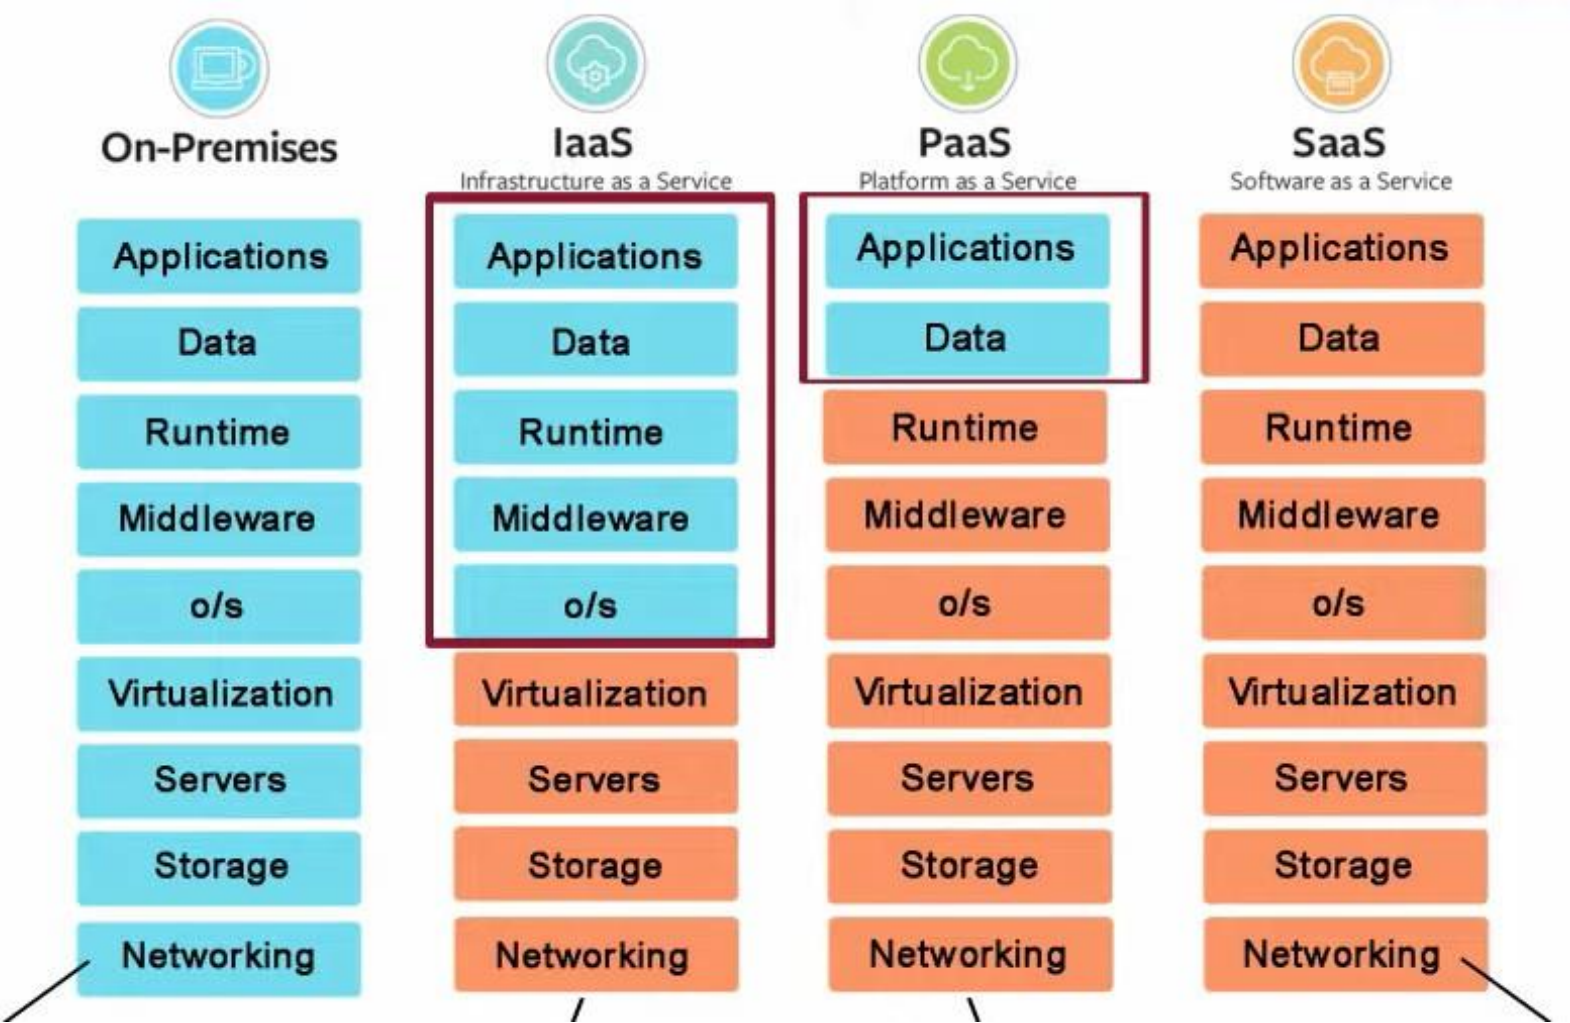 On-Premises
Applications
Data
Runtime
Middleware
o/s
Virtualization
Servers
Storage
Networking
IaaS
Infrastructure as a Service
Applications
Data
Runtime
Middleware
o/s
Virtualization
Servers
Storage
Networking
PaaS
Platform as a Service
Applications
Data
Runtime
Middleware
o/s
Virtualization
Servers
Storage
Networking
SaaS
Software as a Service
Applications
Data
Runtime
Middleware
o/s
Virtualization
Servers
Storage
Networking